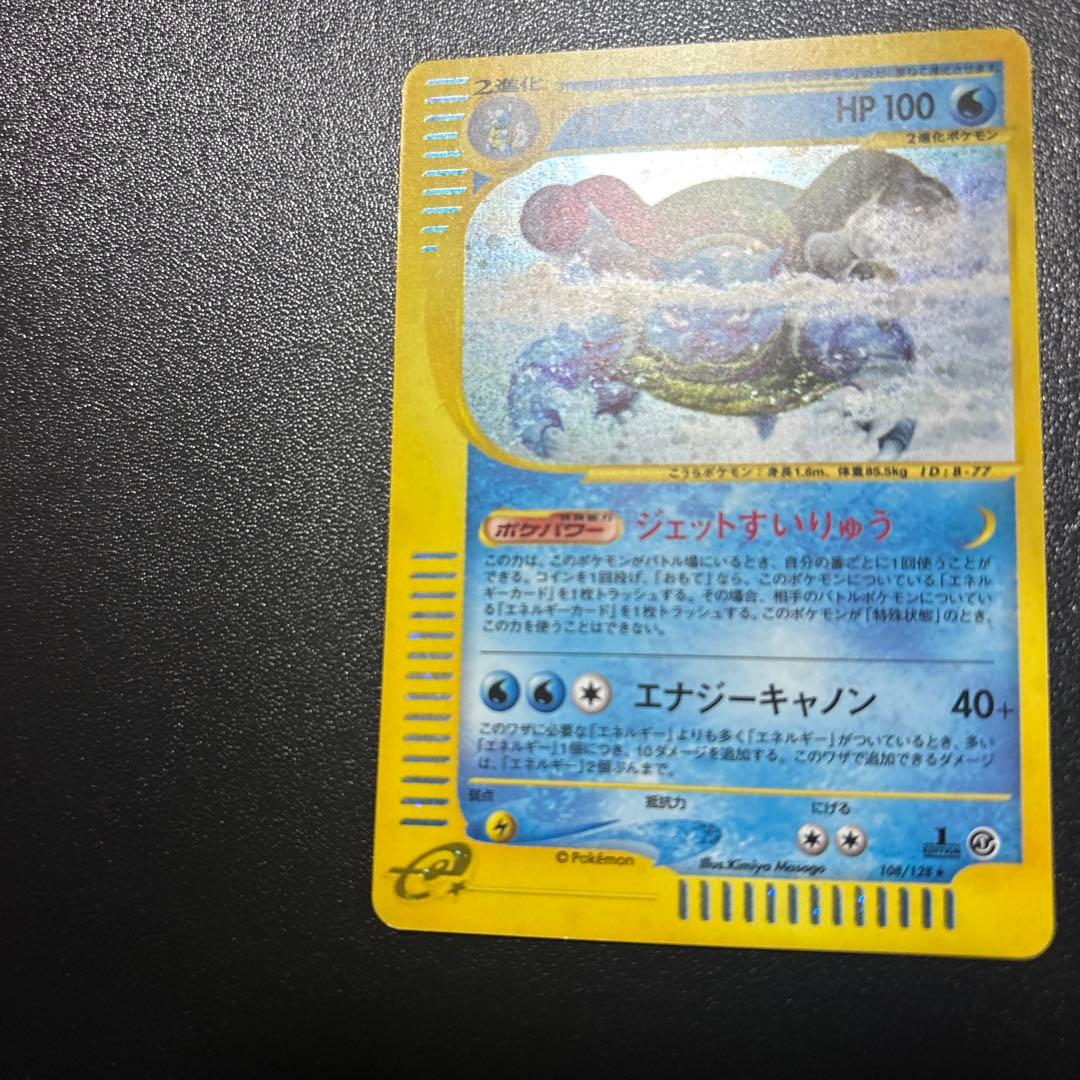 2進化
カメックス
HP 100
2進化ポケモン
こうらポケモン：身長1.6m、体重85.5kg ID:B-77
ポケパワー ジェットすいりゅう
この力は、このポケモンがバトル場にいるとき、自分の番ごとに1回使うことが
できる。コインを1回投げ、「おもて」なら、このポケモンについている「エネル
ギーカード」を1枚トラッシュする。その場合、相手のバトルポケモンについてい
る「エネルギーカード」を1枚トラッシュする。このポケモンが「特殊状態」のとき、
この力を使うことはできない。
エナジーキャノン 40+
このワザに必要な「エネルギー」よりも多く「エネルギー」がついているとき、多い
「エネルギー」1個につき、10ダメージを追加する。このワザで追加できるダメージ
は、「エネルギー」2個ぶんまで。
弱点 抵抗力 にげる
1 EDITION
© Pokémon Illus.Kimiya Masago 108/128 ★
e